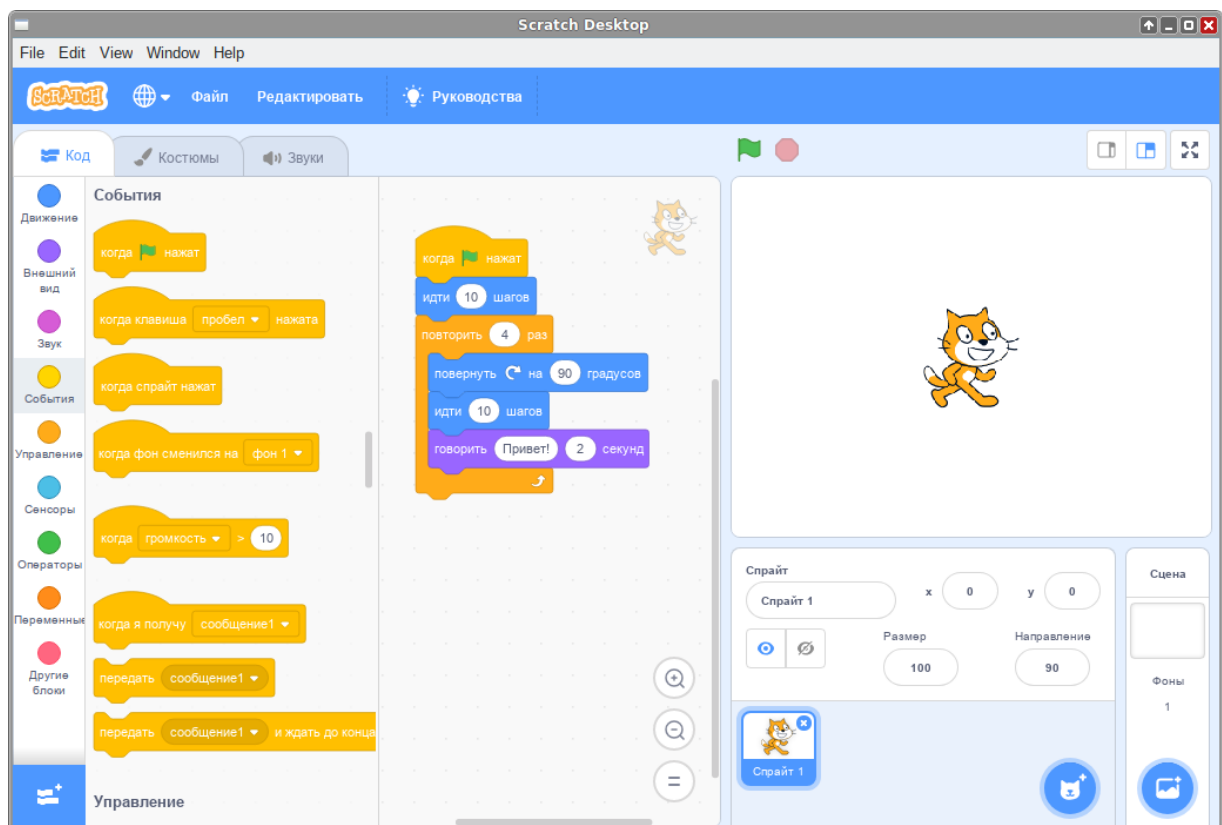 Scratch Desktop
File Edit View Window Help
SCRATCH Файл Редактировать Руководства
Код Костюмы Звуки
Движение
Внешний
вид
Звук
События
Управление
Сенсоры
Операторы
Переменные
Другие
блоки
События
когда нажат
когда клавиша пробел нажата
когда спрайт нажат
когда фон сменился на фон 1
когда громкость > 10
когда я получу сообщение1
передать сообщение1
передать сообщение1 и ждать до конца
Управление
когда нажат
идти 10 шагов
повторить 4 раз
повернуть на 90 градусов
идти 10 шагов
говорить Привет! 2 секунд
Спрайт
Спрайт 1 x 0 y 0
Размер Направление
100 90
Спрайт 1
Сцена
Фоны
1